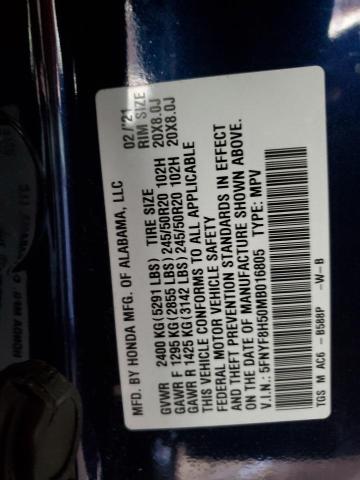 MFD. BY HONDA MFG. OF ALABAMA, LLC 02/'21
TIRE SIZE RIM SIZE
GVWR 2400 KG(5291 LBS)
GAWR F 1295 KG(2855 LBS) 245/50R20 102H 20X8.0J
GAWR R 1425 KG(3142 LBS) 245/50R20 102H 20X8.0J
THIS VEHICLE CONFORMS TO ALL APPLICABLE
FEDERAL MOTOR VEHICLE SAFETY
AND THEFT PREVENTION STANDARDS IN EFFECT
ON THE DATE OF MANUFACTURE SHOWN ABOVE.
V.I.N.: 5FNYF8H50MB016805 TYPE: MPV
TGS M AC6 - B588P -W-B